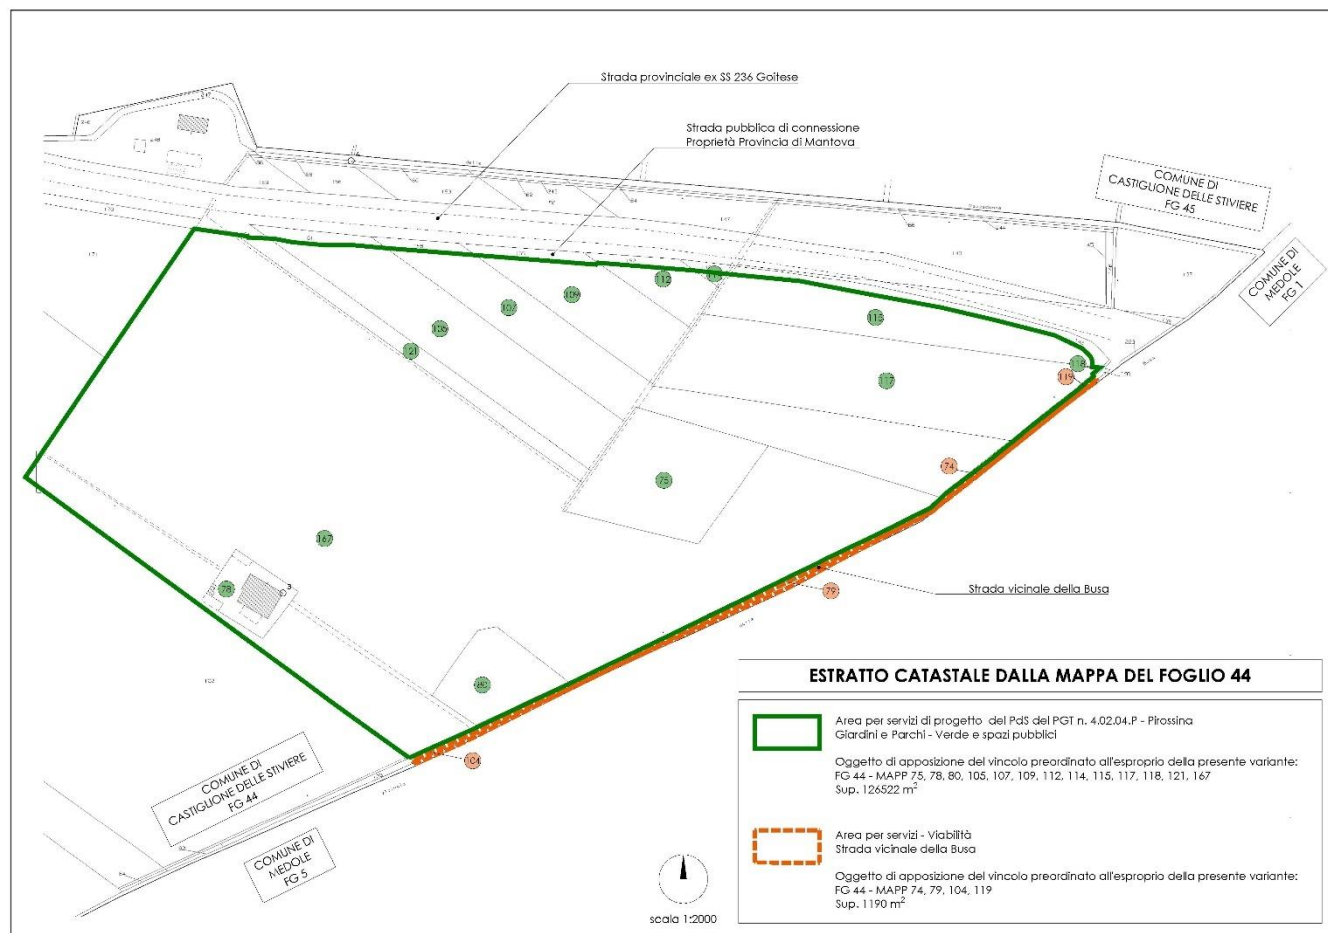 Strada provinciale ex SS 236 Goitese
Strada pubblica di connessione
Proprietà Provincia di Mantova
COMUNE DI
CASTIGLIONE DELLE STIVIERE
FG 45
COMUNE DI
MEDOLE
FG 1
171
102
112
109
107
105
121
115
118
119
117
74
75
167
78
3
79
Strada vicinale della Busa
80
104
COMUNE DI
CASTIGLIONE DELLE STIVIERE
FG 44
COMUNE DI
MEDOLE
FG 5
scala 1:2000
ESTRATTO CATASTALE DALLA MAPPA DEL FOGLIO 44
Area per servizi di progetto del PdS del PGT n. 4.02.04.P - Pirossina
Giardini e Parchi - Verde e spazi pubblici
Oggetto di apposizione del vincolo preordinato all'esproprio della presente variante:
FG 44 - MAPP 75, 78, 80, 105, 107, 109, 112, 114, 115, 117, 118, 121, 167
Sup. 126522 m²
Area per servizi - Viabilità
Strada vicinale della Busa
Oggetto di apposizione del vincolo preordinato all'esproprio della presente variante:
FG 44 - MAPP 74, 79, 104, 119
Sup. 1190 m²